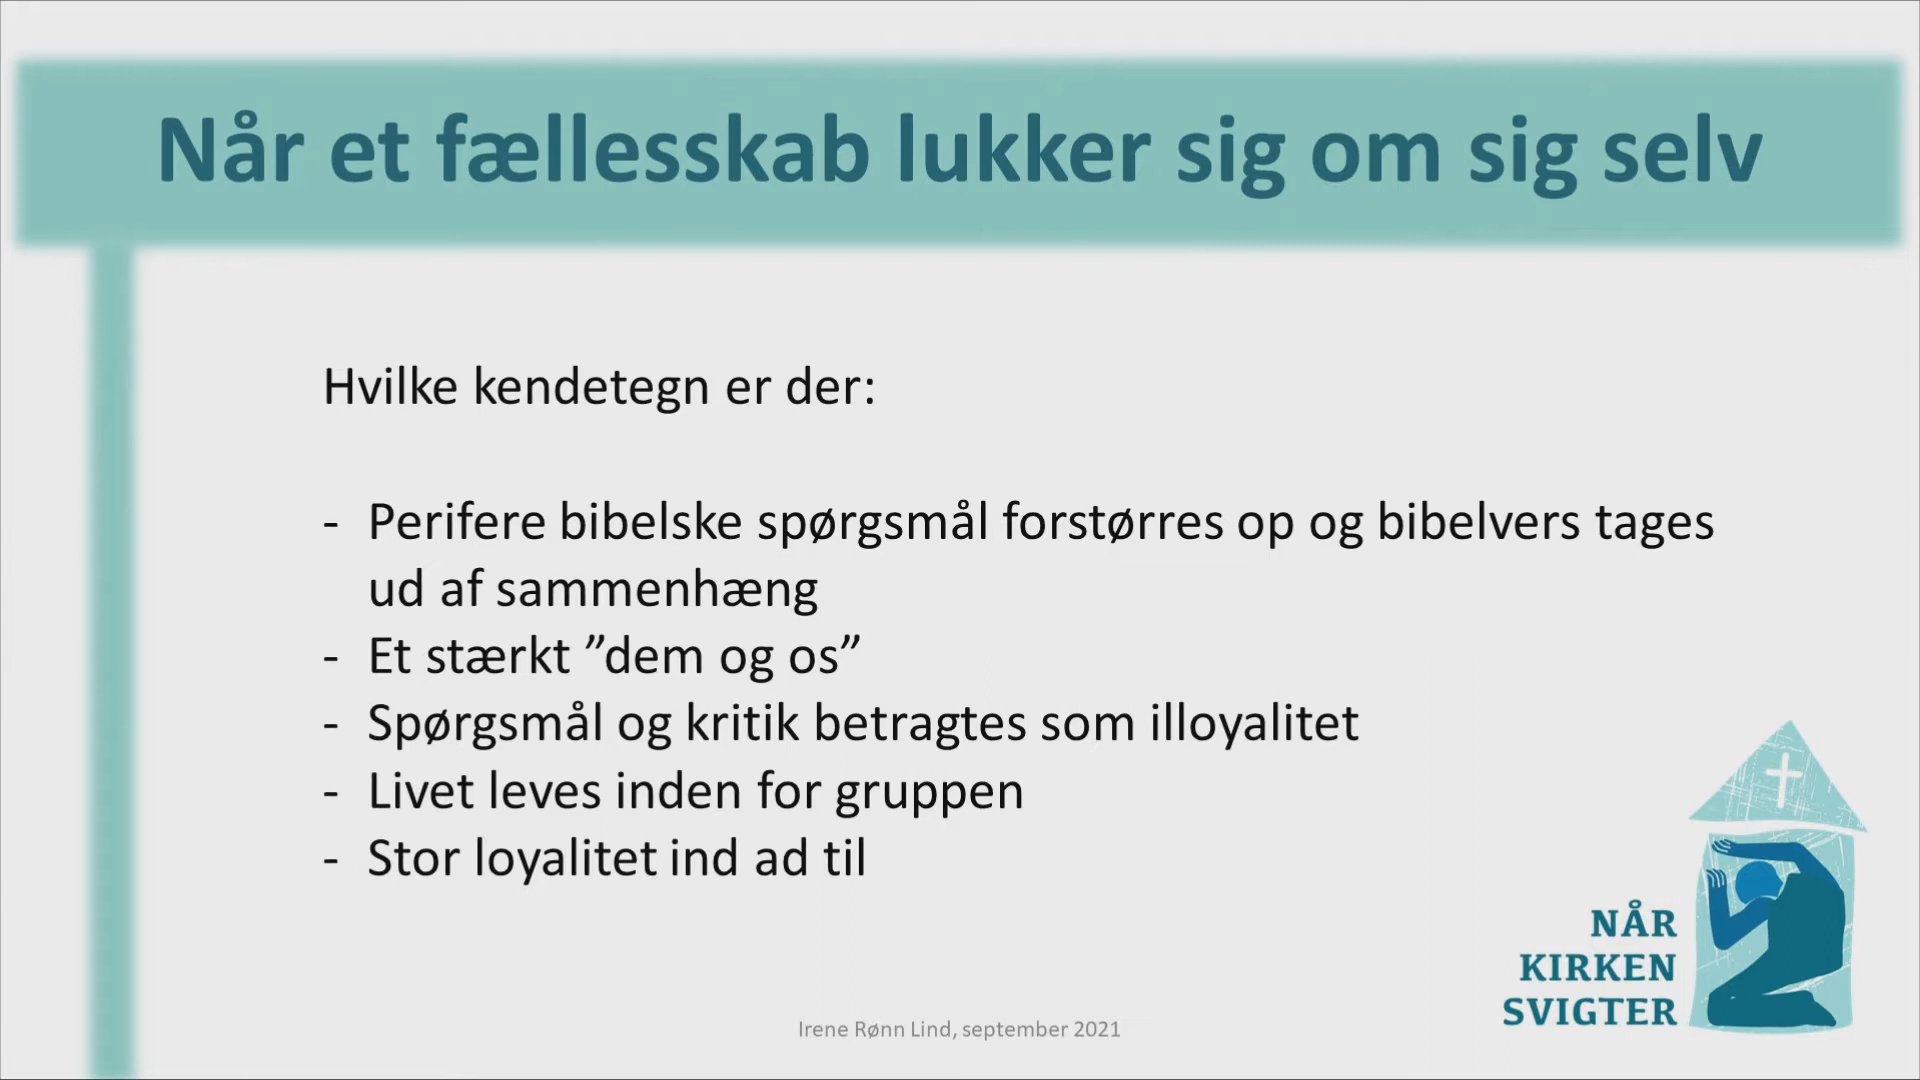 Når et fællesskab lukker sig om sig selv
Hvilke kendetegn er der:
- Perifere bibelske spørgsmål forstørres op og bibelvers tages
ud af sammenhæng
- Et stærkt ”dem og os”
- Spørgsmål og kritik betragtes som illoyalitet
- Livet leves inden for gruppen
- Stor loyalitet ind ad til
NÅR
KIRKEN
SVIGTER
Irene Rønn Lind, september 2021